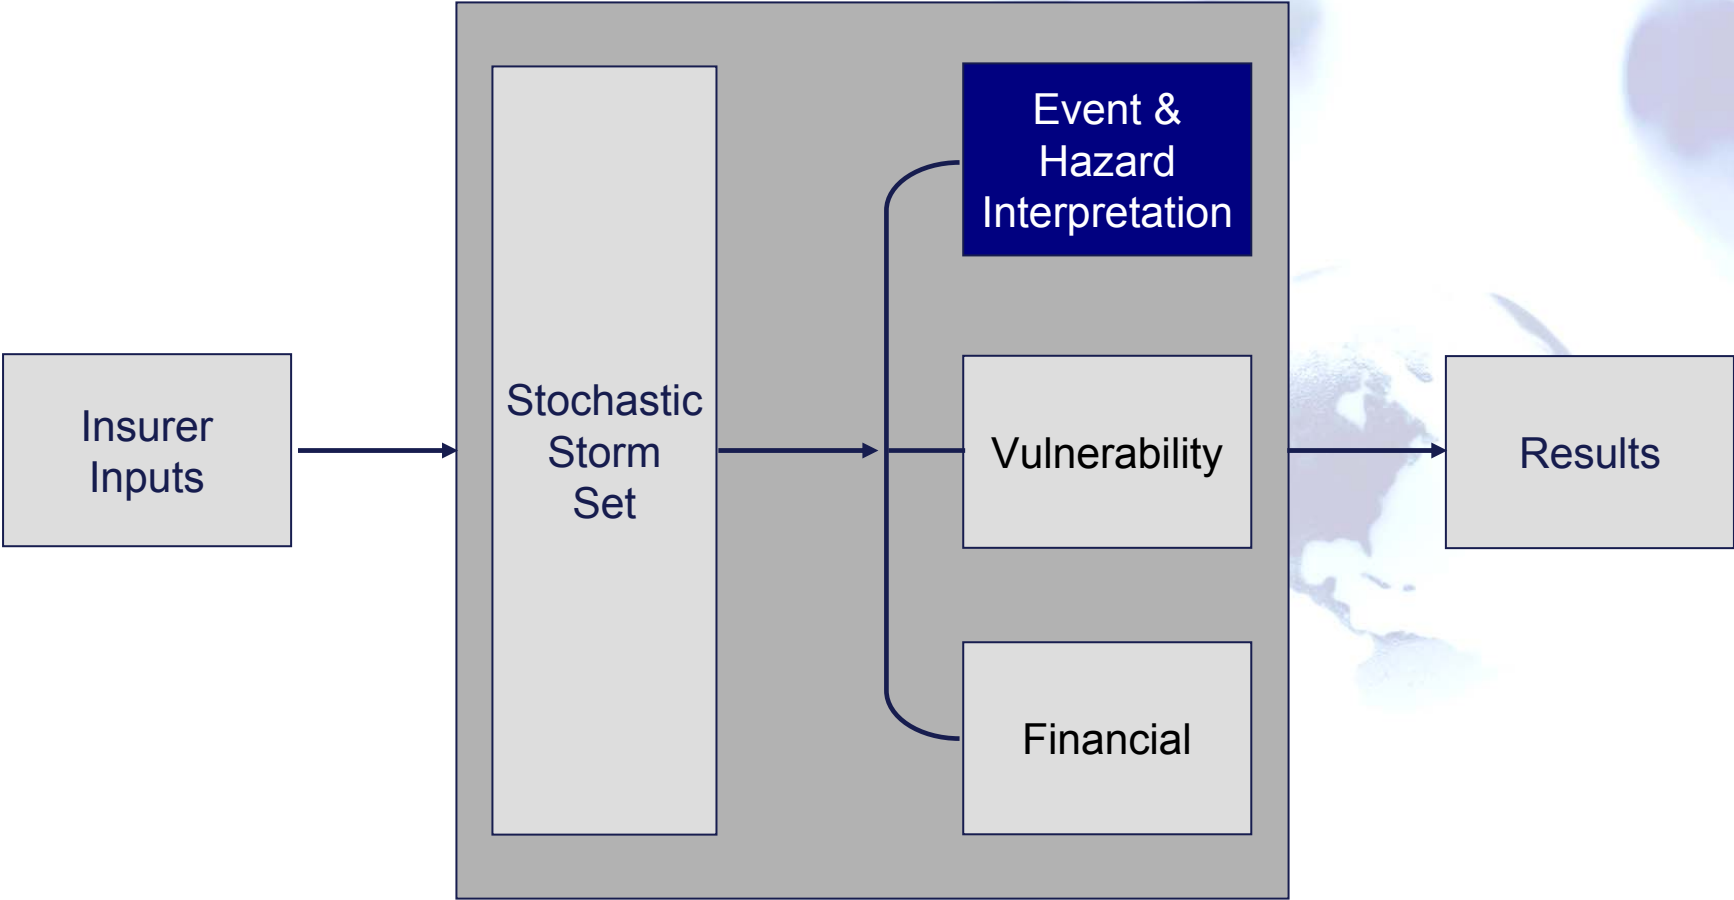 Insurer
Inputs
Stochastic
Storm
Set
Event &
Hazard
Interpretation
Vulnerability
Financial
Results